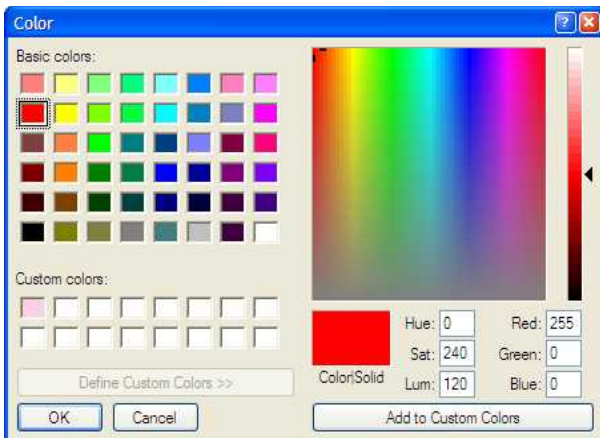 Color
Basic colors:
Custom colors:
Define Custom Colors >>
OK Cancel
Color|Solid
Hue: 0 Red: 255
Sat: 240 Green: 0
Lum: 120 Blue: 0
Add to Custom Colors